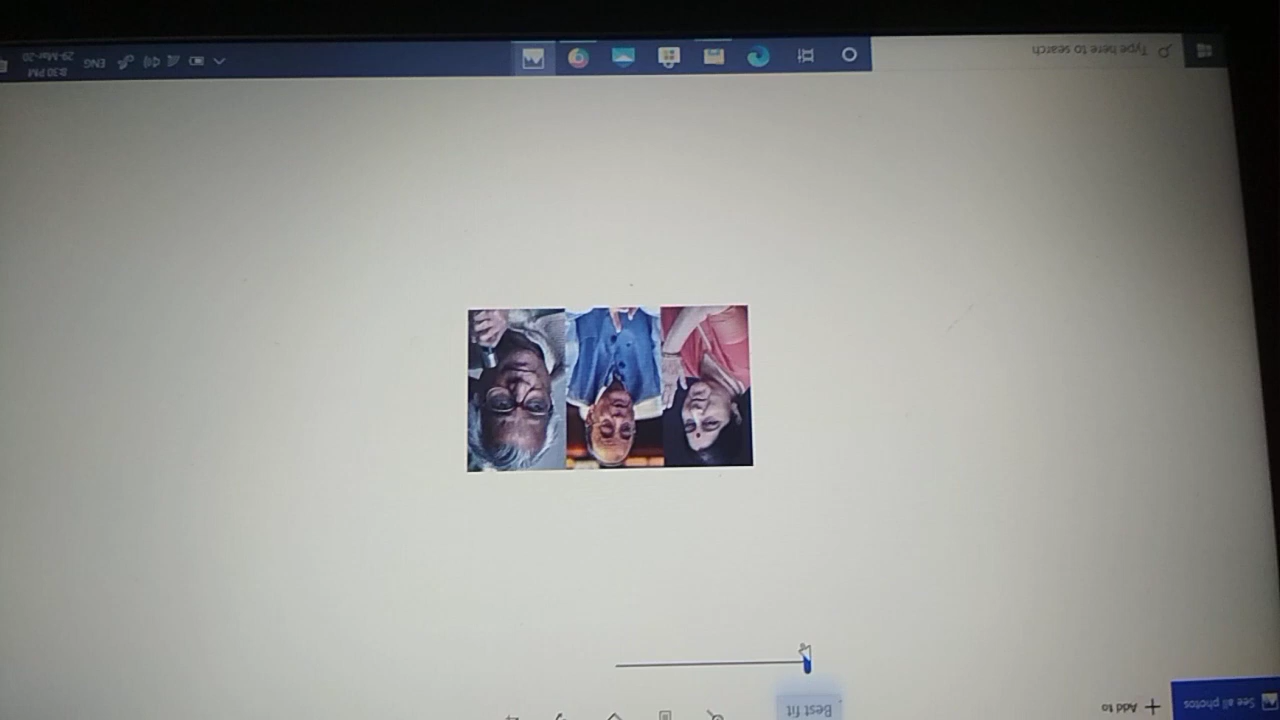 See all photos
Add to
Best fit
Type here to search
ENG
8:30 PM
29-Mar-20